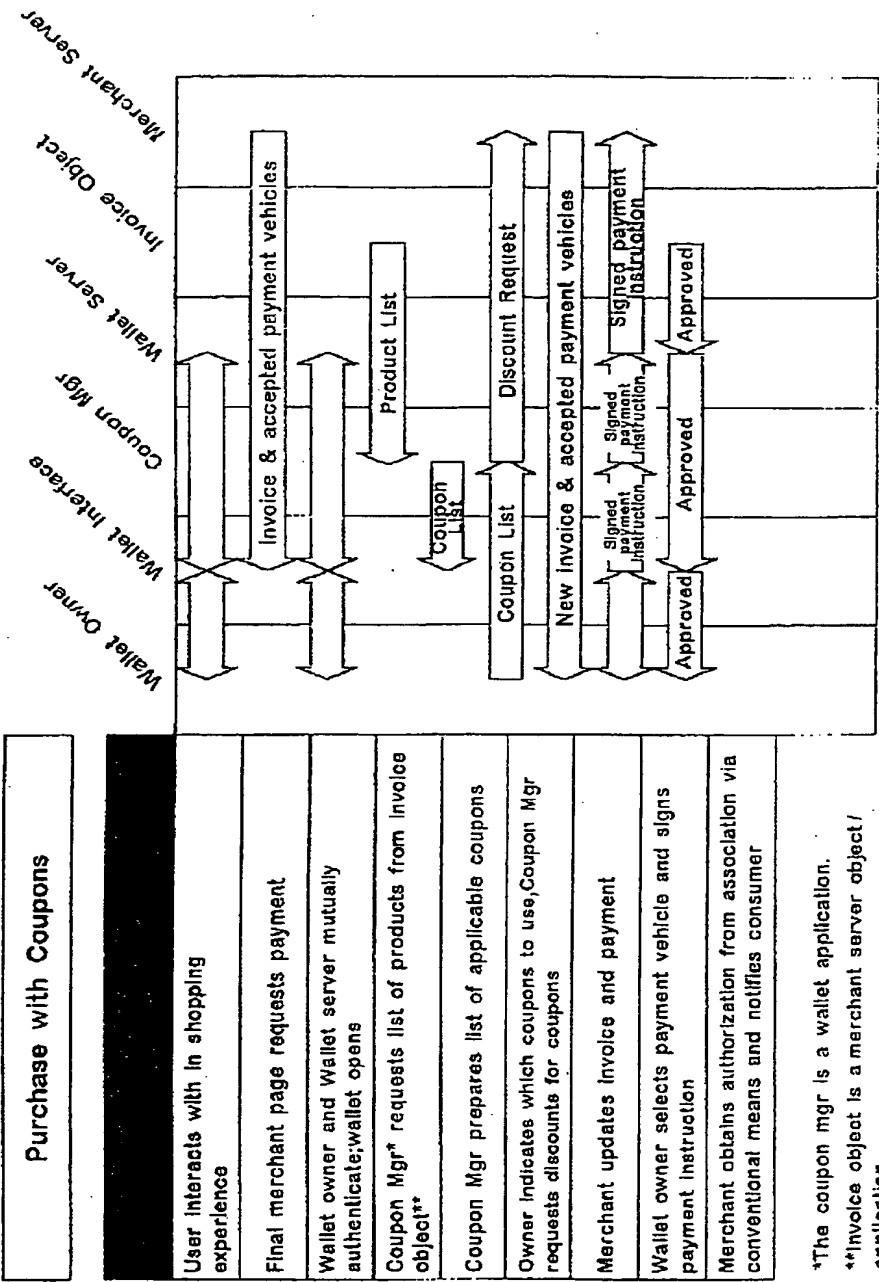 Purchase with Coupons
Wallet Owner
Wallet Interface
Coupon Mgr
Wallet Server
Invoice Object
Merchant Server
User interacts with in shopping
experience
Final merchant page requests payment
Invoice & accepted payment vehicles
Wallet owner and Wallet server mutually
authenticate;wallet opens
Coupon Mgr* requests list of products from Invoice
object**
Product List
Coupon Mgr prepares list of applicable coupons
Coupon
List
Owner Indicates which coupons to use,Coupon Mgr
requests discounts for coupons
Coupon List
Discount Request
Merchant updates invoice and payment
New invoice & accepted payment vehicles
Wallet owner selects payment vehicle and signs
payment instruction
Signed
payment
Instruction
Signed
payment
Instruction
Signed payment
Instruction
Merchant obtains authorization from association via
conventional means and notifies consumer
Approved
Approved
Approved
*The coupon mgr is a wallet application.
**Invoice object is a merchant server object/